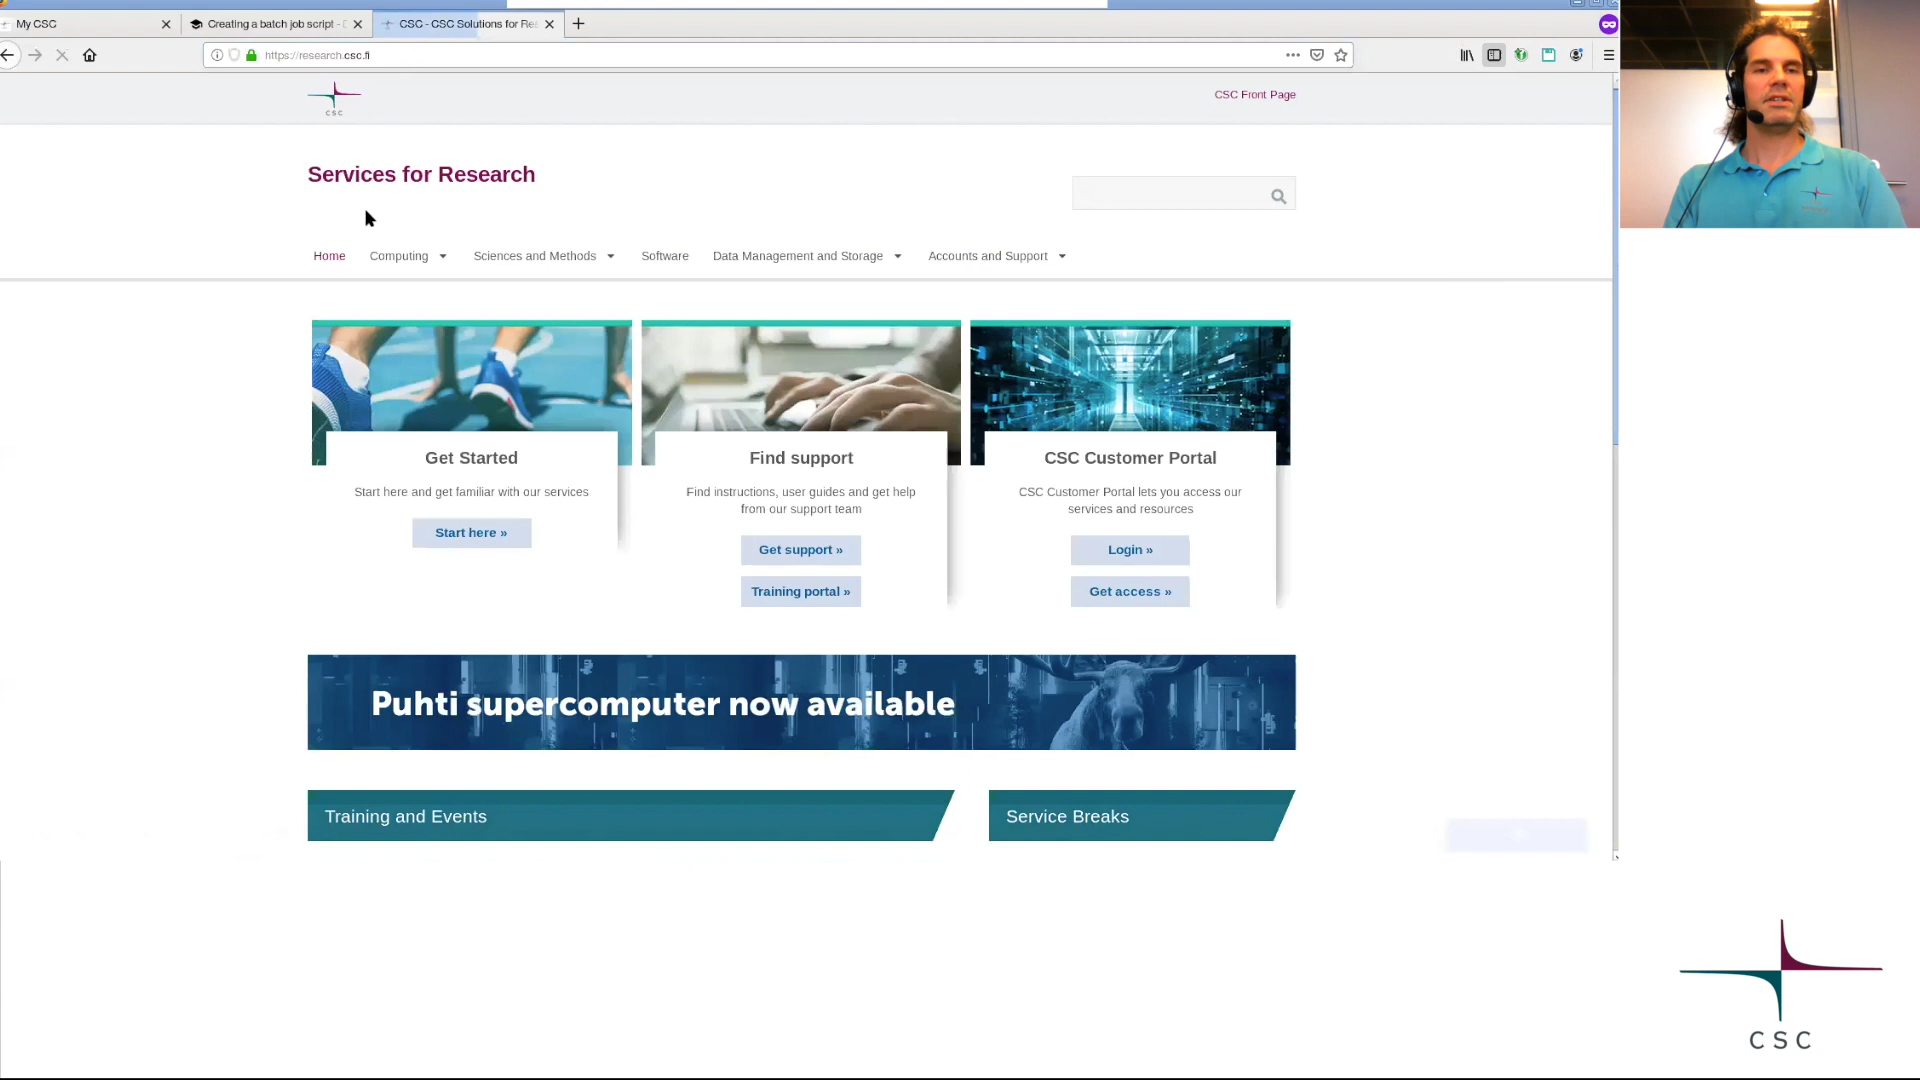 My CSC
Creating a batch job script -
CSC - CSC Solutions for Re
https://research.csc.fi
CSC
CSC Front Page
Services for Research
Home
Computing
Sciences and Methods
Software
Data Management and Storage
Accounts and Support
Get Started
Start here and get familiar with our services
Start here »
Find support
Find instructions, user guides and get help
from our support team
Get support »
Training portal »
CSC Customer Portal
CSC Customer Portal lets you access our
services and resources
Login »
Get access »
Puhti supercomputer now available
Training and Events
Service Breaks
CSC